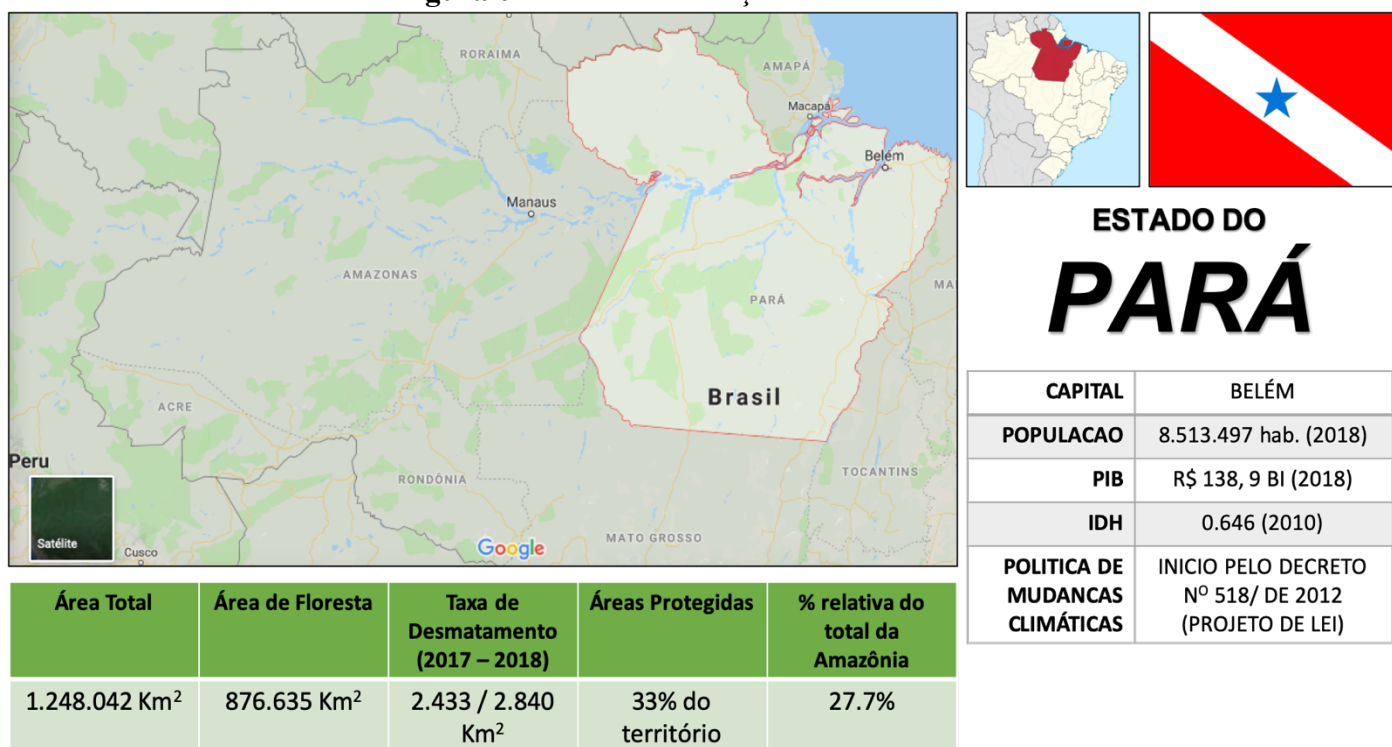 RORAIMA
AMAPÁ
Macapá
Belém
Manaus
AMAZONAS
PARÁ
MA
Brasil
ACRE
Peru
RONDÔNIA
TOCANTINS
Satélite
Cusco
Google
MATO GROSSO
ESTADO DO
PARÁ
CAPITAL BELÉM
POPULACAO 8.513.497 hab. (2018)
PIB R$ 138, 9 BI (2018)
IDH 0.646 (2010)
POLITICA DE INICIO PELO DECRETO
MUDANCAS Nº 518/ DE 2012
CLIMÁTICAS (PROJETO DE LEI)
Área Total Área de Floresta Taxa de Áreas Protegidas % relativa do
Desmatamento total da
(2017 – 2018) Amazônia
1.248.042 Km² 876.635 Km² 2.433 / 2.840 33% do 27.7%
Km² território